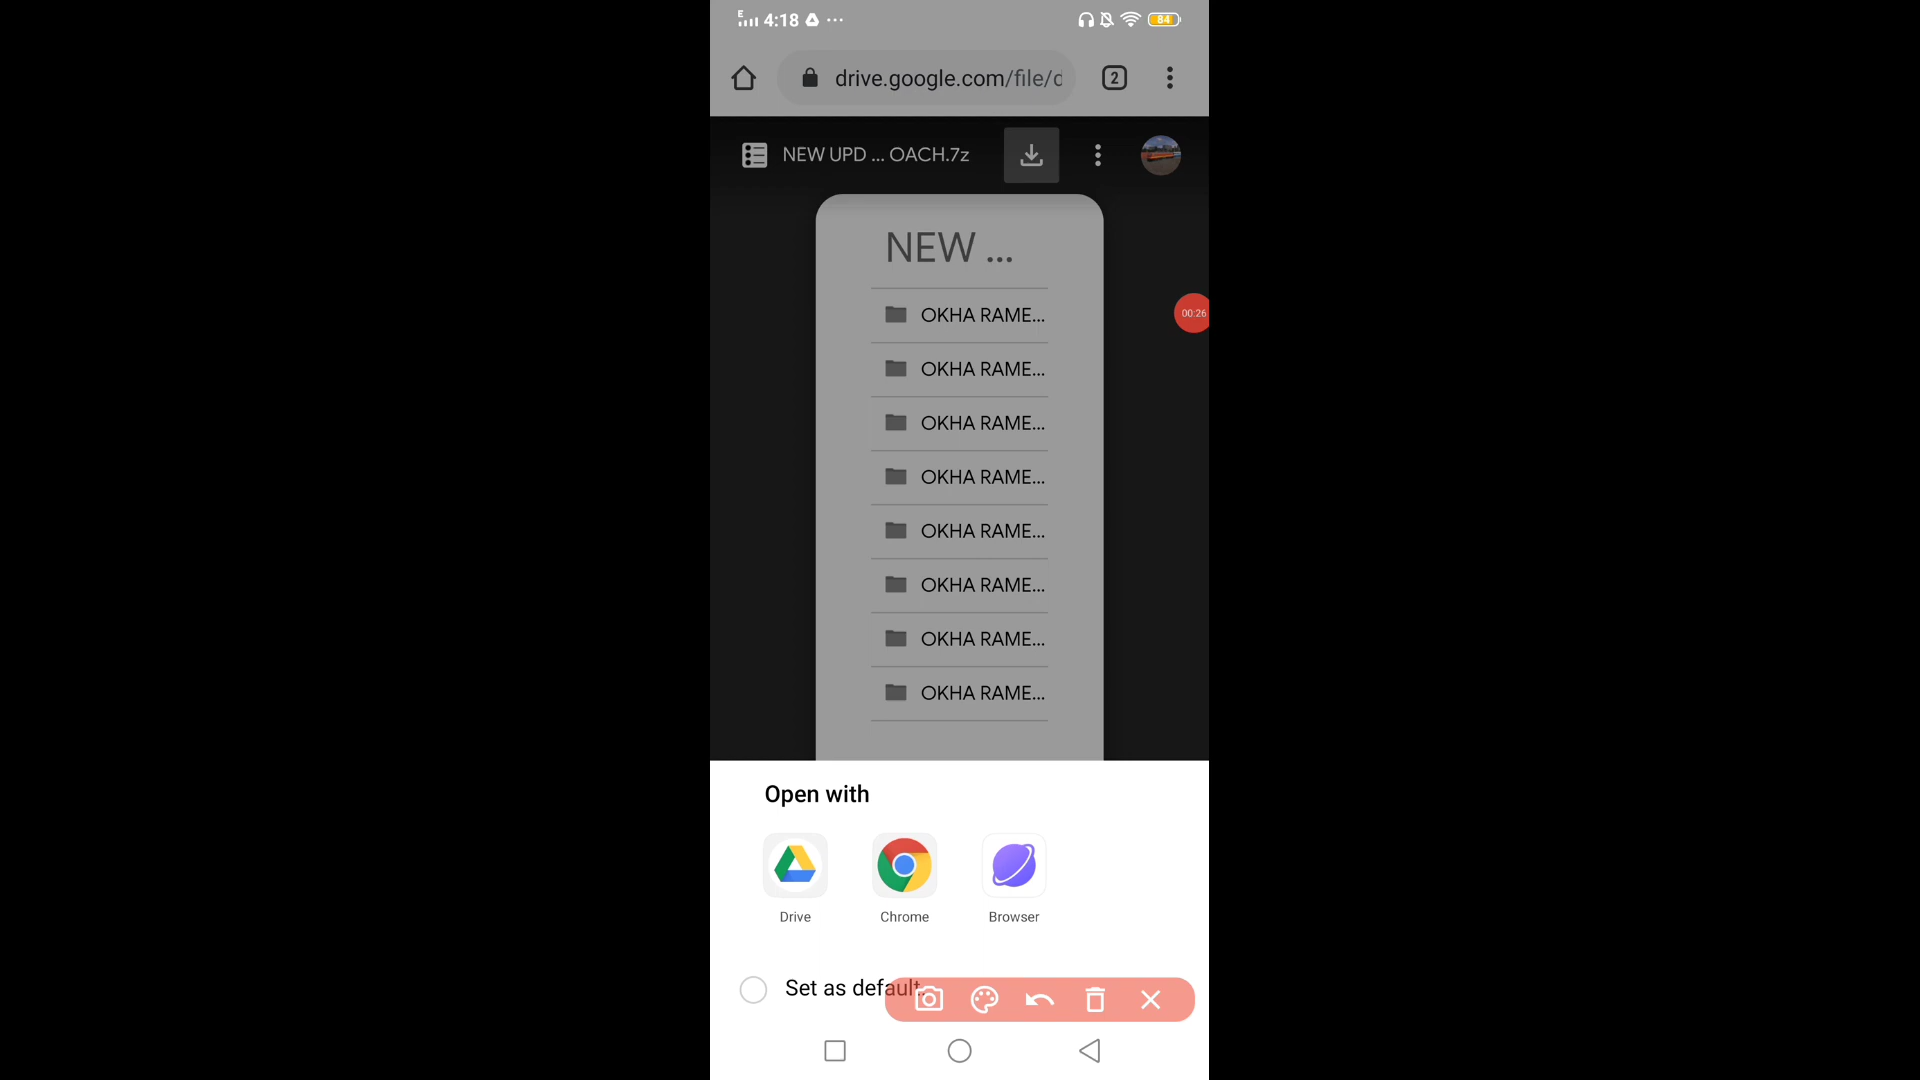 E 4:18 ... 84
drive.google.com/file/d
2
NEW UPD ... OACH.7z
NEW ...
OKHA RAME...
OKHA RAME...
00:26
OKHA RAME...
OKHA RAME...
OKHA RAME...
OKHA RAME...
OKHA RAME...
OKHA RAME...
Open with
Drive Chrome Browser
Set as default.